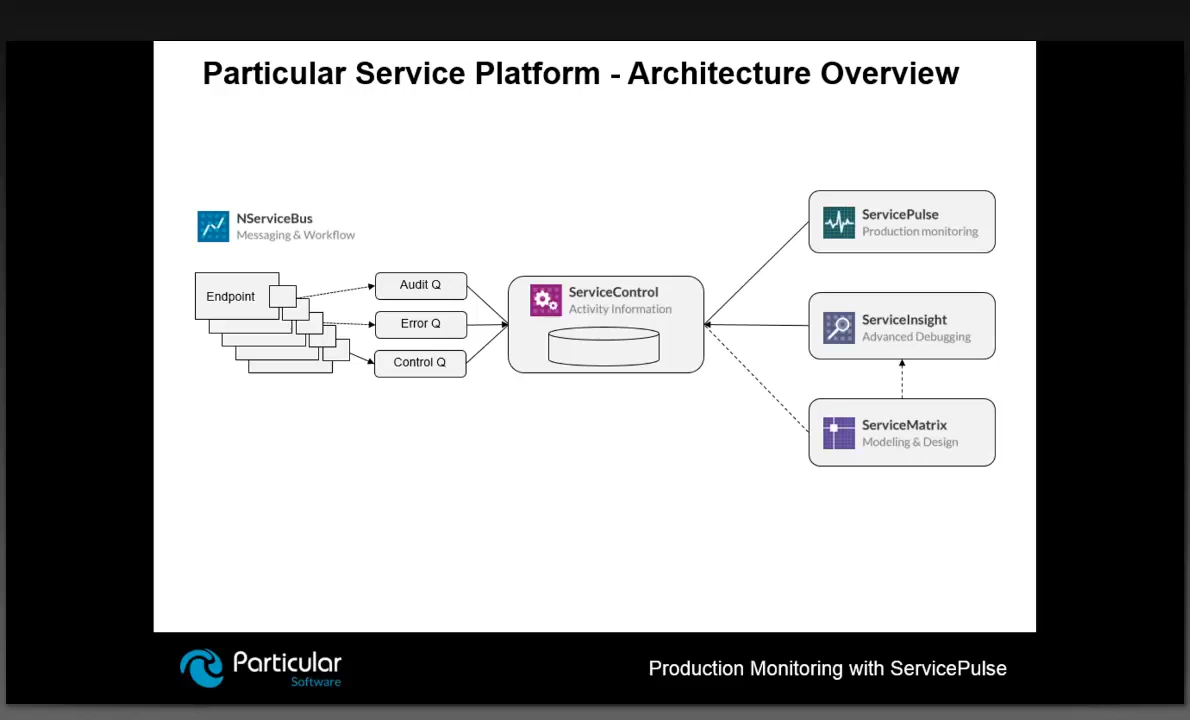 Particular Service Platform - Architecture Overview
NServiceBus
Messaging & Workflow
Endpoint
Audit Q
Error Q
Control Q
ServiceControl
Activity Information
ServicePulse
Production monitoring
ServiceInsight
Advanced Debugging
ServiceMatrix
Modeling & Design
Particular
Software
Production Monitoring with ServicePulse